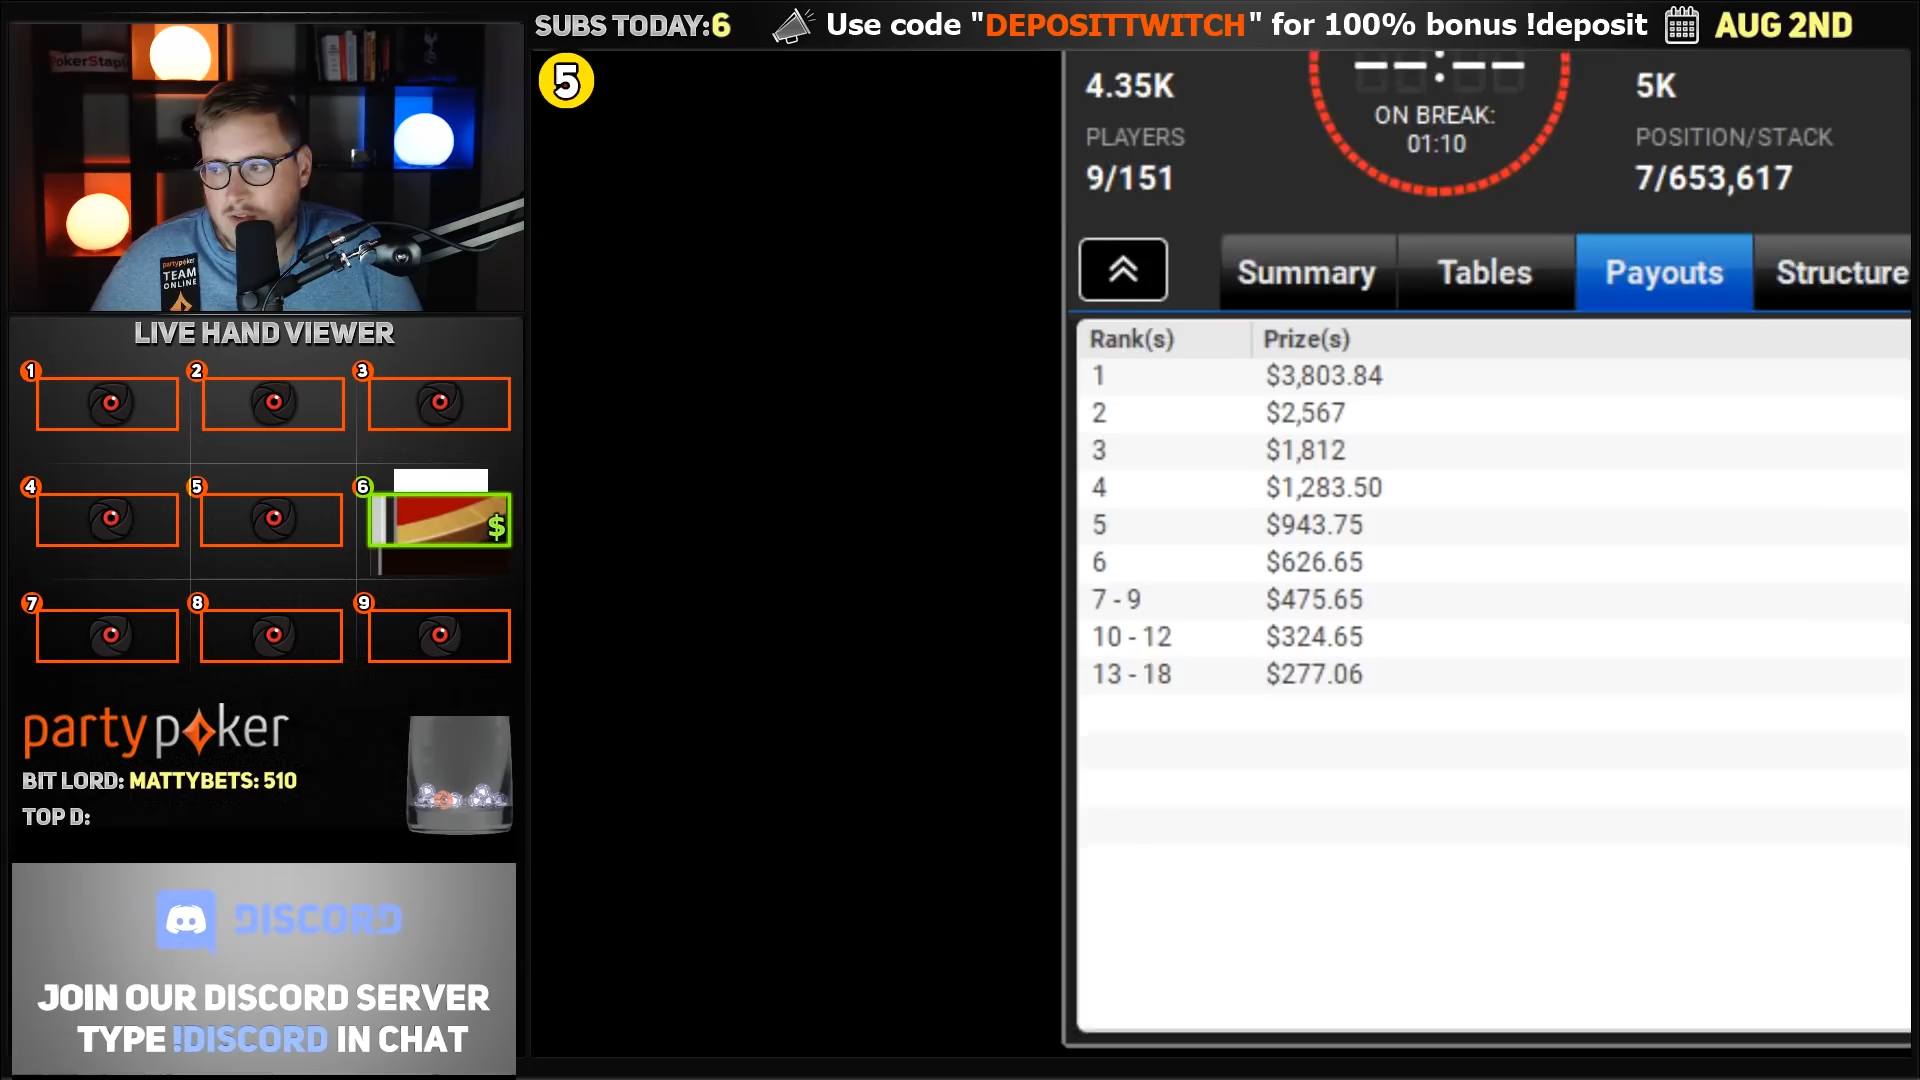 SUBS TODAY:6
Use code "DEPOSITTWITCH" for 100% bonus !deposit
AUG 2ND
5
4.35K
PLAYERS
9/151
--:--
ON BREAK:
01:10
5K
POSITION/STACK
7/653,617
Summary
Tables
Payouts
Structure
Rank(s) Prize(s)
1 $3,803.84
2 $2,567
3 $1,812
4 $1,283.50
5 $943.75
6 $626.65
7 - 9 $475.65
10 - 12 $324.65
13 - 18 $277.06
partypoker
TEAM
ONLINE
LIVE HAND VIEWER
1
2
3
4
5
6
$
7
8
9
partypoker
BIT LORD: MATTYBETS: 510
TOP D:
DISCORD
JOIN OUR DISCORD SERVER
TYPE !DISCORD IN CHAT